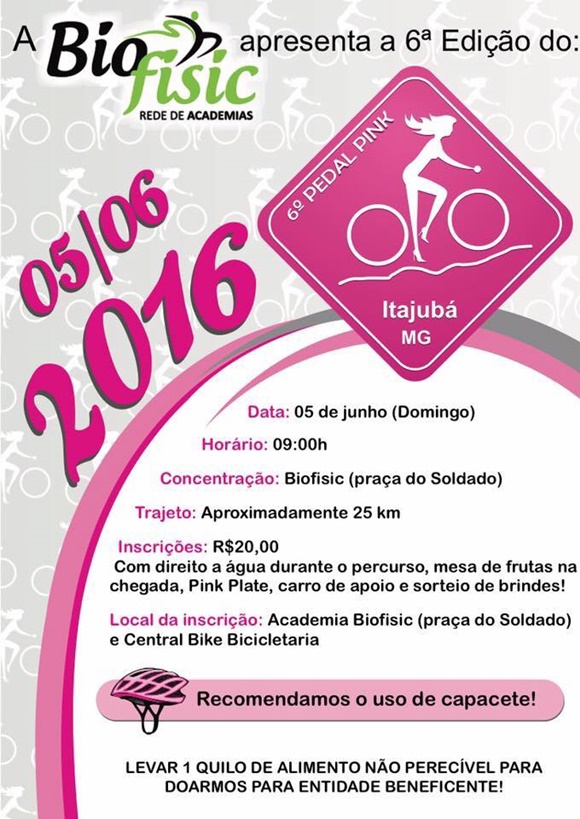 A Bio fisic apresenta a 6ª Edição do:
REDE DE ACADEMIAS
6º PEDAL PINK
Itajubá
MG
05|06
2016
Data: 05 de junho (Domingo)
Horário: 09:00h
Concentração: Biofisic (praça do Soldado)
Trajeto: Aproximadamente 25 km
Inscrições: R$20,00
Com direito a água durante o percurso, mesa de frutas na
chegada, Pink Plate, carro de apoio e sorteio de brindes!
Local da inscrição: Academia Biofisic (praça do Soldado)
e Central Bike Bicicletaria
Recomendamos o uso de capacete!
LEVAR 1 QUILO DE ALIMENTO NÃO PERECÍVEL PARA
DOARMOS PARA ENTIDADE BENEFICENTE!